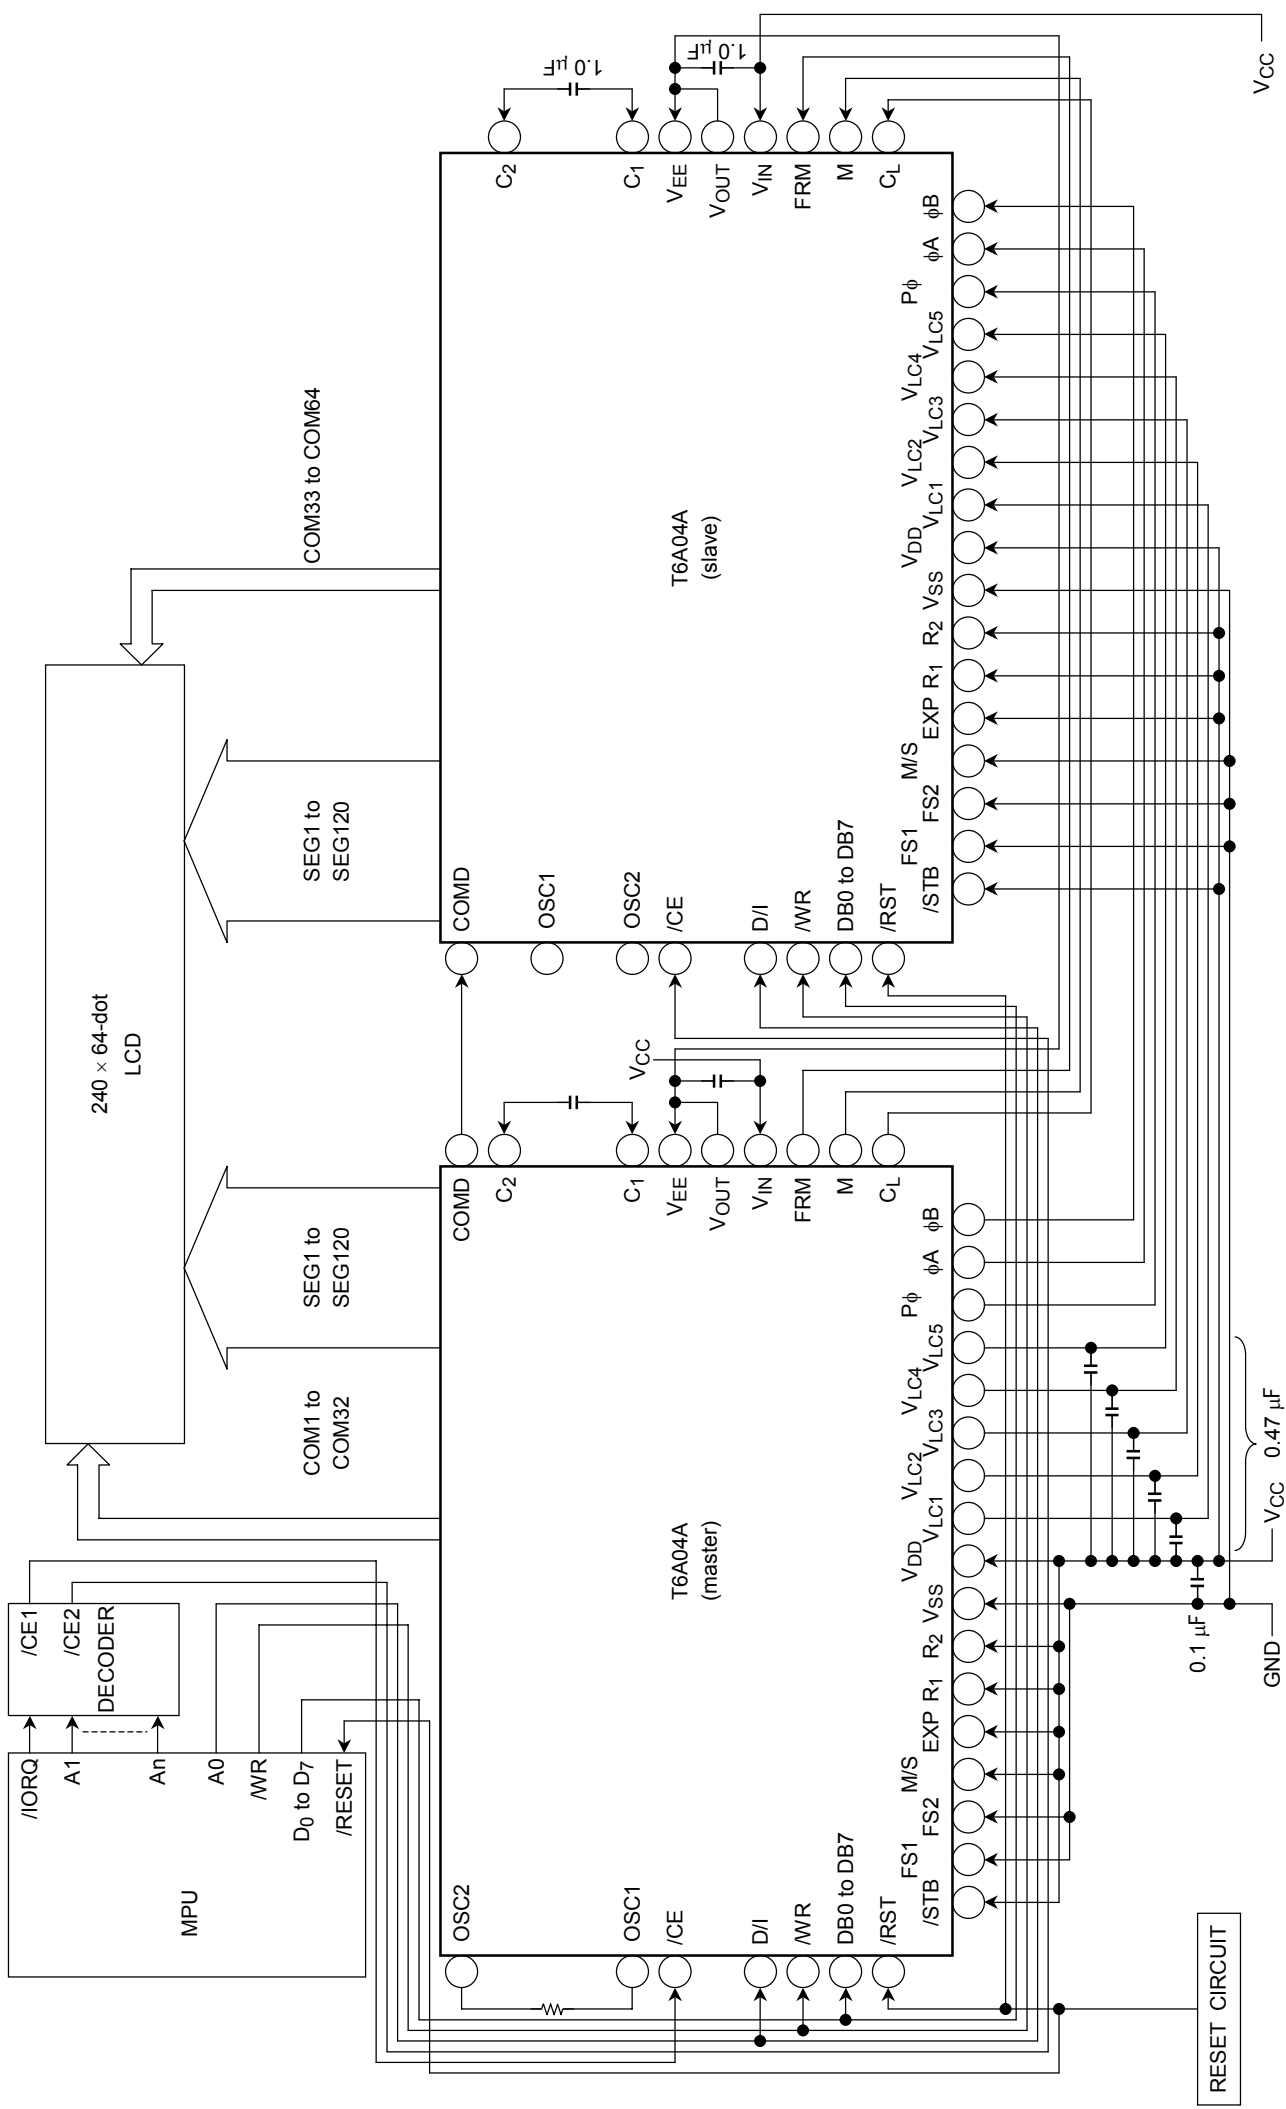 240 × 64-dot
LCD
MPU
/IORQ
A1
An
A0
/WR
D0 to D7
/RESET
/CE1
/CE2
DECODER
COM1 to
COM32
SEG1 to
SEG120
SEG1 to
SEG120
COM33 to COM64
OSC2
OSC1
/CE
D/I
/WR
DB0 to DB7
/RST
T6A04A
(master)
COMD
C2
C1
VEE
VOUT
VIN
FRM
M
CL
/STB
FS1
FS2
M/S
EXP
R1
R2
VSS
VDD
VLC1
VLC2
VLC3
VLC4
VLC5
Pϕ
ϕA
ϕB
VCC
COMD
OSC1
OSC2
/CE
D/I
/WR
DB0 to DB7
/RST
T6A04A
(slave)
C2
C1
VEE
VOUT
VIN
FRM
M
CL
1.0 μF
1.0 μF
/STB
FS1
FS2
M/S
EXP
R1
R2
VSS
VDD
VLC1
VLC2
VLC3
VLC4
VLC5
Pϕ
ϕA
ϕB
VCC
RESET CIRCUIT
GND
0.1 μF
VCC
0.47 μF